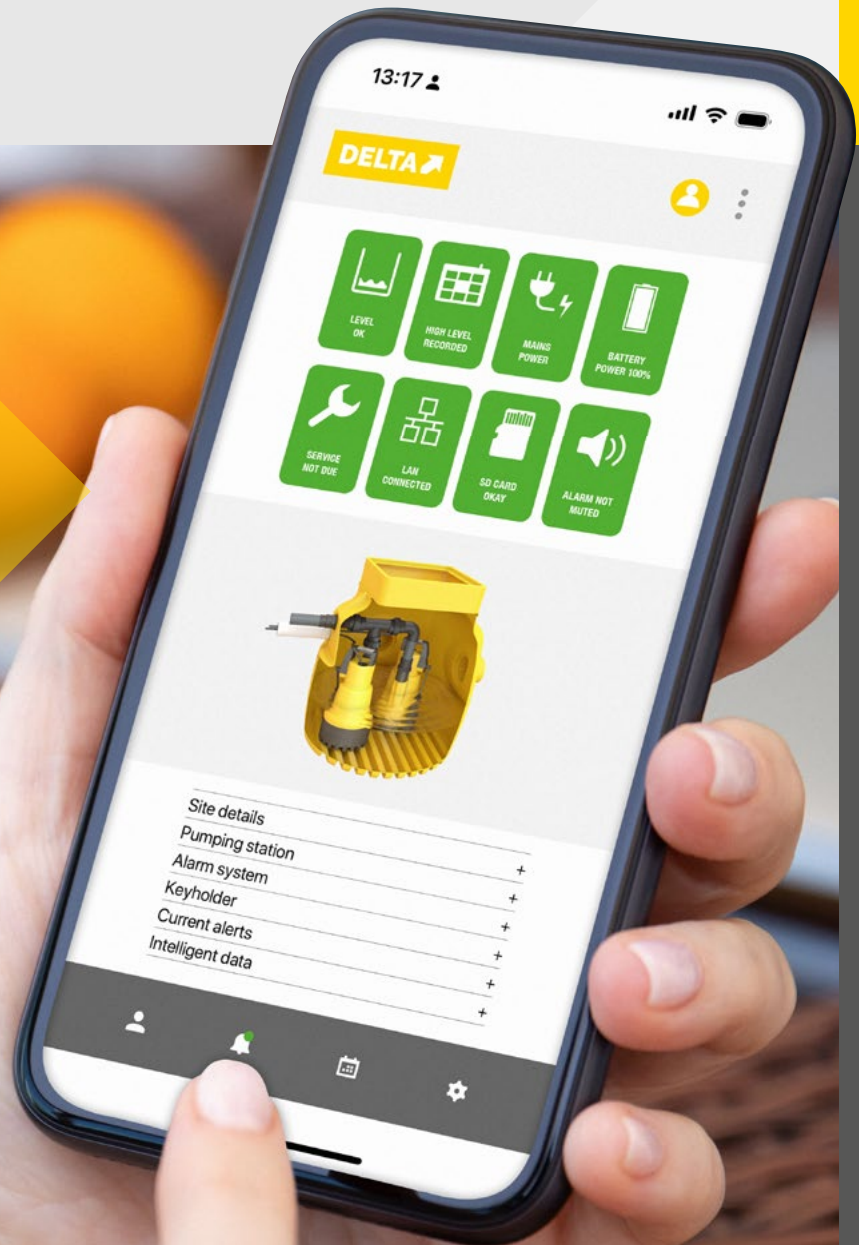 13:17
DELTA
LEVEL
OK
HIGH LEVEL
RECORDED
MAINS
POWER
BATTERY
POWER 100%
SERVICE
NOT DUE
LAN
CONNECTED
SD CARD
OKAY
ALARM NOT
MUTED
Site details +
Pumping station +
Alarm system +
Keyholder +
Current alerts +
Intelligent data +